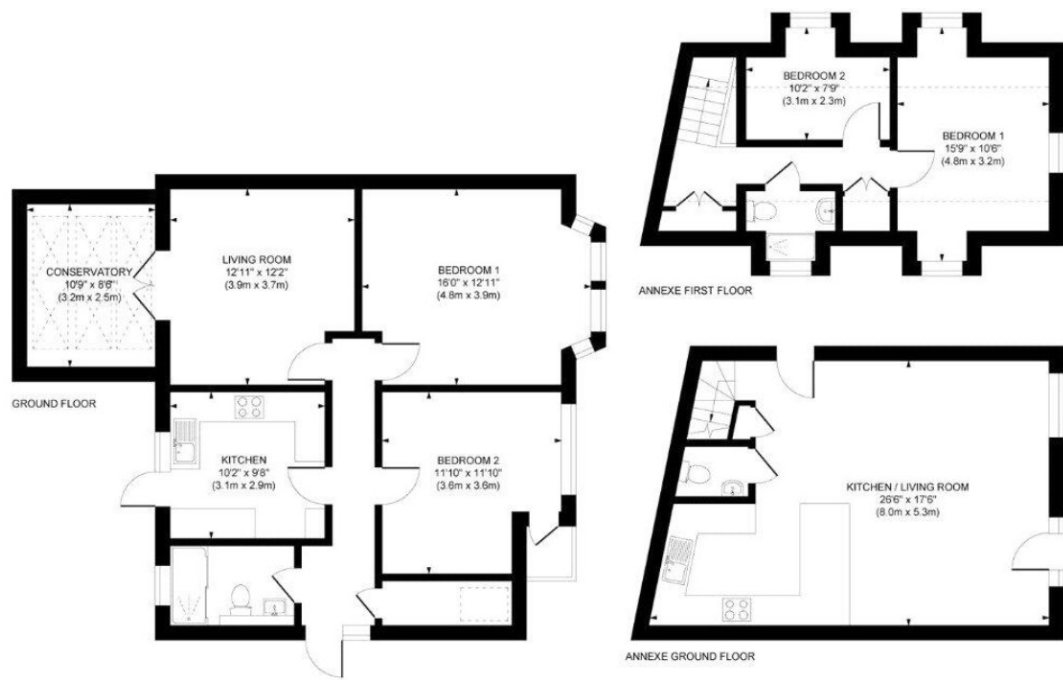 CONSERVATORY
10'9" x 8'6"
(3.2m x 2.5m)
GROUND FLOOR
LIVING ROOM
12'11" x 12'2"
(3.9m x 3.7m)
BEDROOM 1
16'0" x 12'11"
(4.8m x 3.9m)
KITCHEN
10'2" x 9'8"
(3.1m x 2.9m)
BEDROOM 2
11'10" x 11'10"
(3.6m x 3.6m)
BEDROOM 2
10'2" x 7'9"
(3.1m x 2.3m)
BEDROOM 1
15'9" x 10'6"
(4.8m x 3.2m)
ANNEXE FIRST FLOOR
KITCHEN / LIVING ROOM
26'6" x 17'6"
(8.0m x 5.3m)
ANNEXE GROUND FLOOR